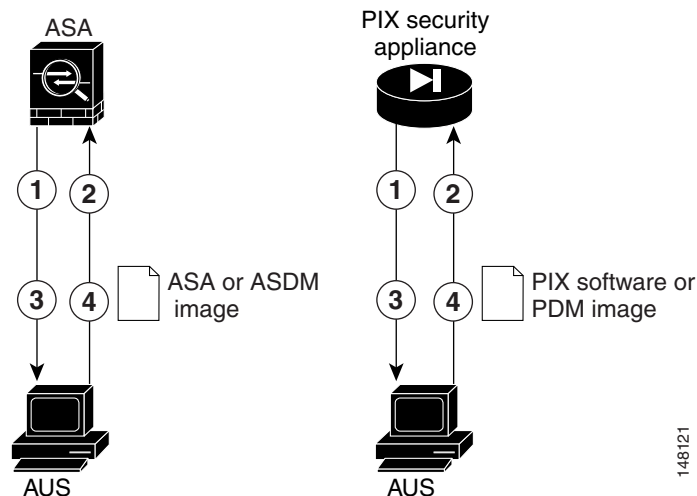 ASA
1
2
3
4
ASA or ASDM
image
AUS
PIX security
appliance
1
2
3
4
PIX software or
PDM image
AUS
148121